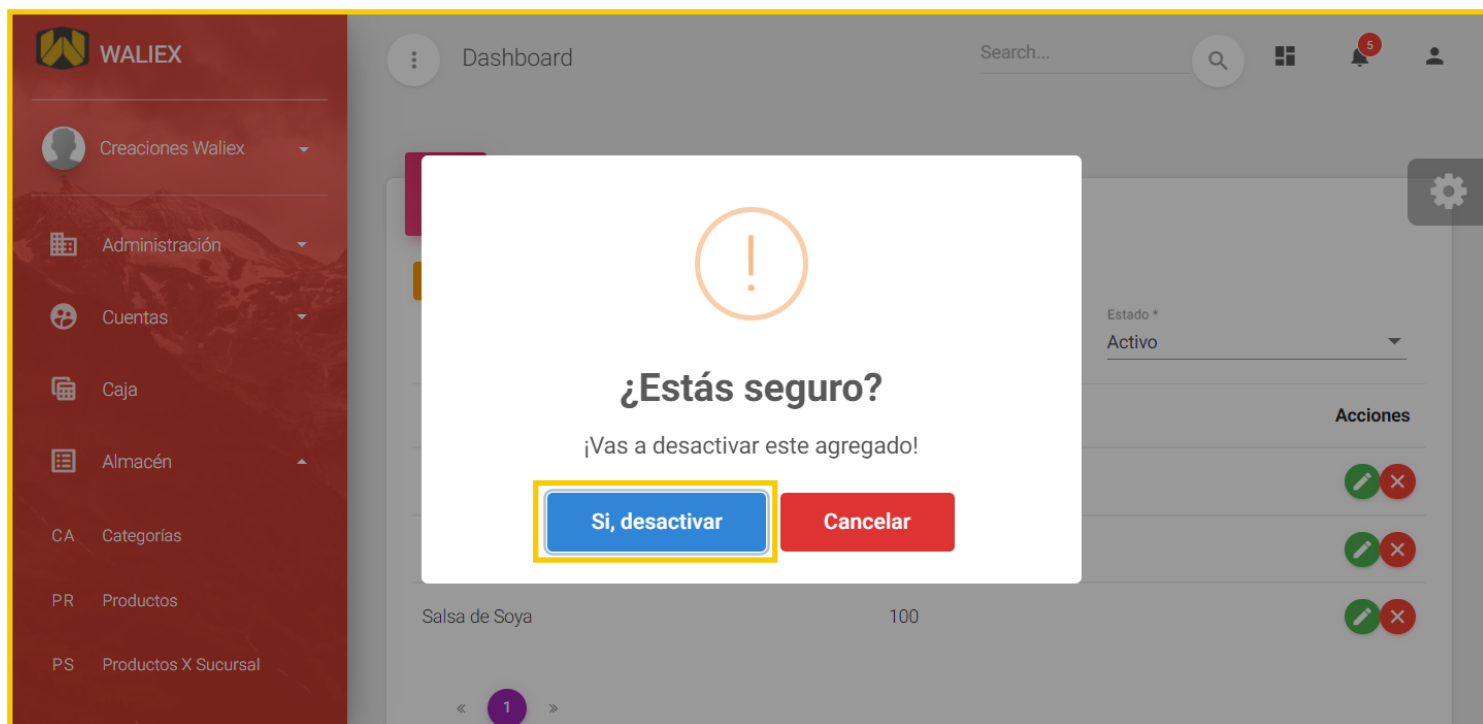 WALIEX
Dashboard
Search...
5
Creaciones Waliex
Administración
Cuentas
Caja
Almacén
CA Categorías
PR Productos
PS Productos X Sucursal
Estado *
Activo
Acciones
!
¿Estás seguro?
¡Vas a desactivar este agregado!
Si, desactivar
Cancelar
Salsa de Soya 100
« 1 »